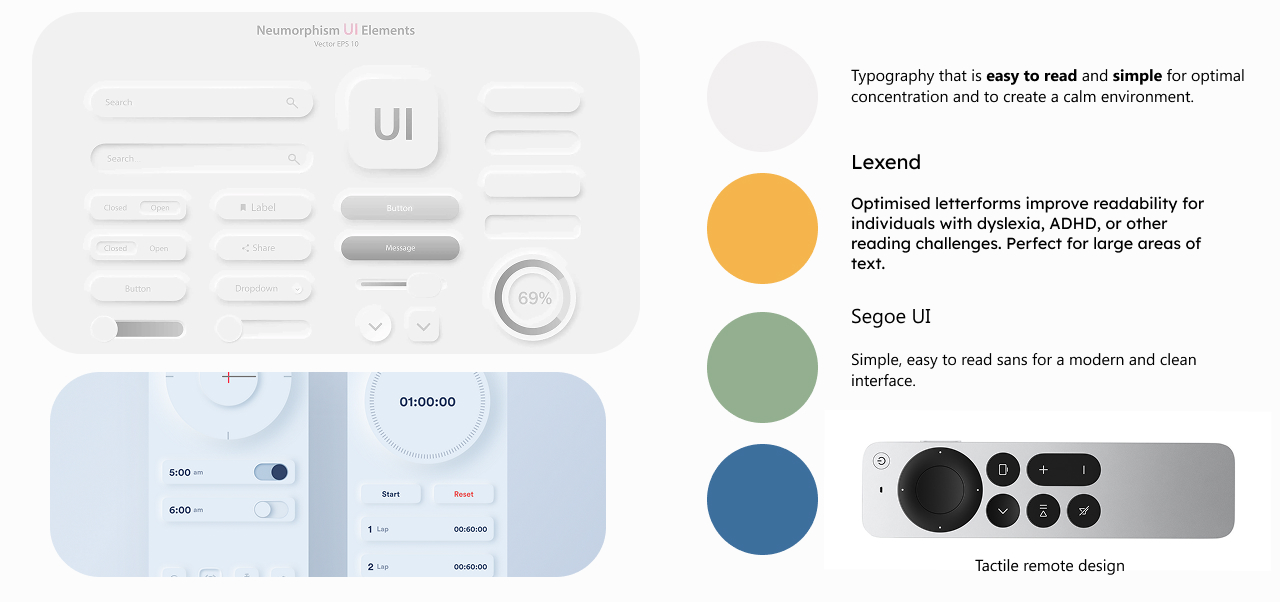 Neumorphism UI Elements
Vector EPS 10
Search
Search
UI
Closed Open
Label
Button
Closed Open
Share
Message
Button
Dropdown
69%
01:00:00
5:00 am
6:00 am
Start Reset
1 Lap 00:60:00
2 Lap 00:60:00
Typography that is easy to read and simple for optimal
concentration and to create a calm environment.
Lexend
Optimised letterforms improve readability for
individuals with dyslexia, ADHD, or other
reading challenges. Perfect for large areas of
text.
Segoe UI
Simple, easy to read sans for a modern and clean
interface.
Tactile remote design